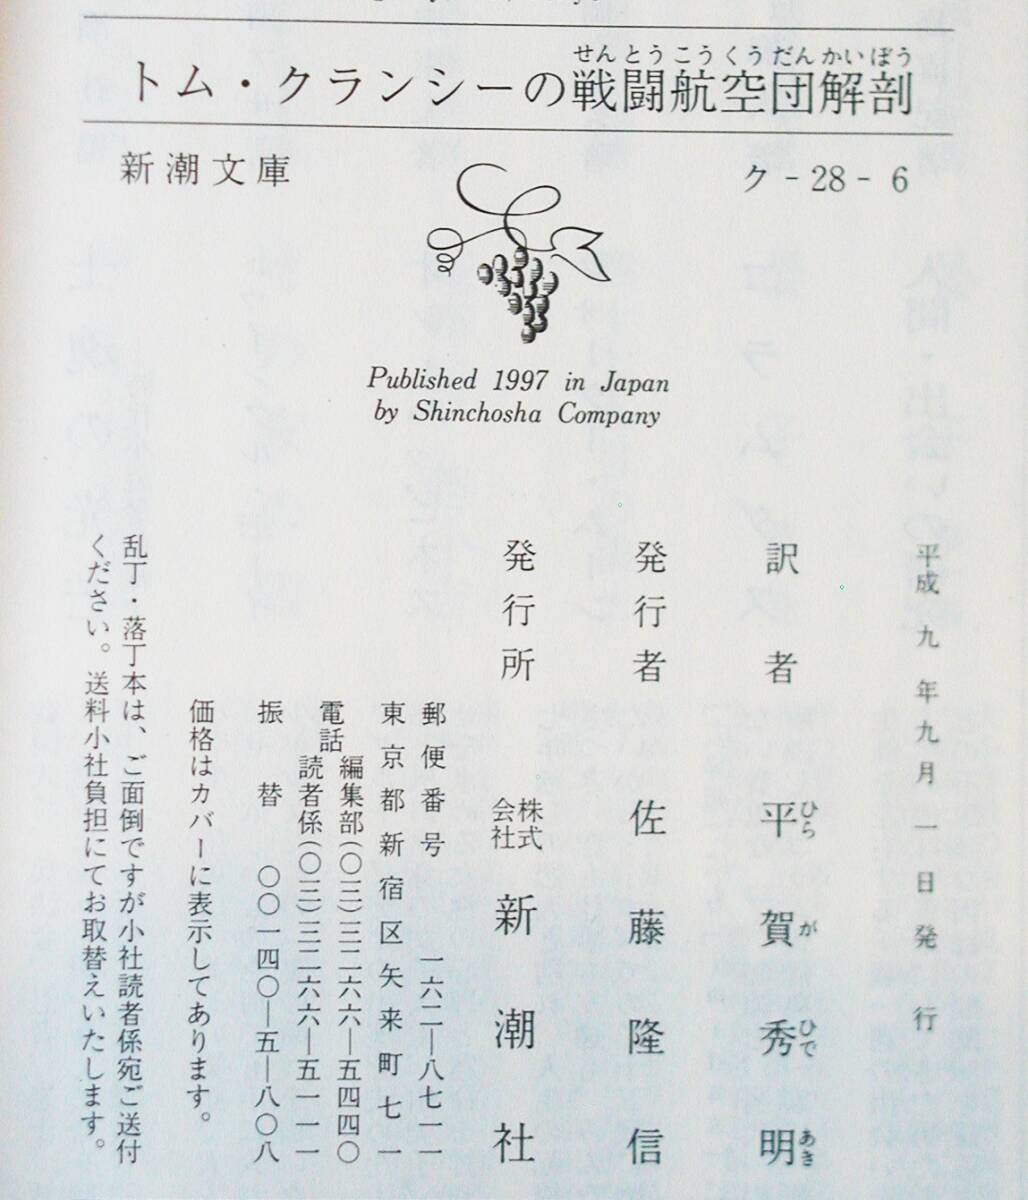 せんとうこうくうだんかいぼう
トム・クランシーの戦闘航空団解剖
新潮文庫
ク-28-6
Published 1997 in Japan
by Shinchosha Company
平成九年九月一日発行
訳者 平賀秀明
ひら が ひで あき
発行者 佐藤隆信
発行所 株式会社 新潮社
郵便番号 一六二―八七一一
東京都新宿区矢来町七一
電話 編集部(〇三)三二六六―五四四〇
読者係(〇三)三二六六―五一一一
振替 〇〇一四〇―五―八〇八
価格はカバーに表示してあります。
乱丁・落丁本は、ご面倒ですが小社読者係宛ご送付
ください。送料小社負担にてお取替えいたします。